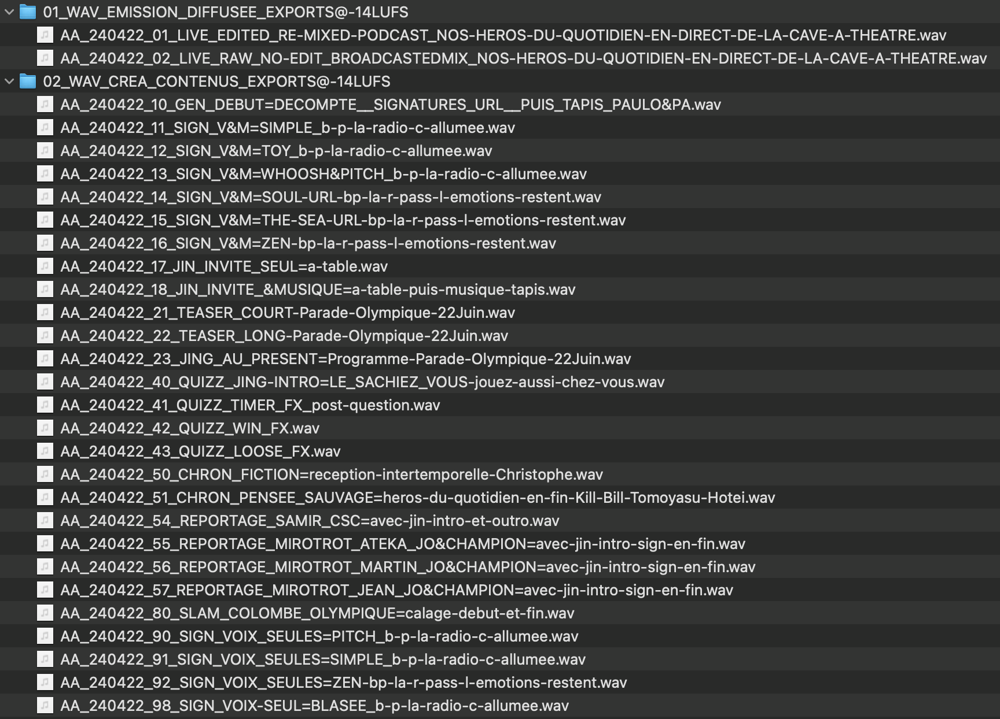 01_WAV_EMISSION_DIFFUSEE_EXPORTS@-14LUFS
AA_240422_01_LIVE_EDITED_RE-MIXED-PODCAST_NOS-HEROS-DU-QUOTIDIEN-EN-DIRECT-DE-LA-CAVE-A-THEATRE.wav
AA_240422_02_LIVE_RAW_NO-EDIT_BROADCASTEDMIX_NOS-HEROS-DU-QUOTIDIEN-EN-DIRECT-DE-LA-CAVE-A-THEATRE.wav
02_WAV_CREA_CONTENUS_EXPORTS@-14LUFS
AA_240422_10_GEN_DEBUT=DECOMPTE__SIGNATURES_URL__PUIS_TAPIS_PAULO&PA.wav
AA_240422_11_SIGN_V&M=SIMPLE_b-p-la-radio-c-allumee.wav
AA_240422_12_SIGN_V&M=TOY_b-p-la-radio-c-allumee.wav
AA_240422_13_SIGN_V&M=WHOOSH&PITCH_b-p-la-radio-c-allumee.wav
AA_240422_14_SIGN_V&M=SOUL-URL-bp-la-r-pass-l-emotions-restent.wav
AA_240422_15_SIGN_V&M=THE-SEA-URL-bp-la-r-pass-l-emotions-restent.wav
AA_240422_16_SIGN_V&M=ZEN-bp-la-r-pass-l-emotions-restent.wav
AA_240422_17_JIN_INVITE_SEUL=a-table.wav
AA_240422_18_JIN_INVITE_&MUSIQUE=a-table-puis-musique-tapis.wav
AA_240422_21_TEASER_COURT-Parade-Olympique-22Juin.wav
AA_240422_22_TEASER_LONG-Parade-Olympique-22Juin.wav
AA_240422_23_JING_AU_PRESENT=Programme-Parade-Olympique-22Juin.wav
AA_240422_40_QUIZZ_JING-INTRO=LE_SACHIEZ_VOUS-jouez-aussi-chez-vous.wav
AA_240422_41_QUIZZ_TIMER_FX_post-question.wav
AA_240422_42_QUIZZ_WIN_FX.wav
AA_240422_43_QUIZZ_LOOSE_FX.wav
AA_240422_50_CHRON_FICTION=reception-intertemporelle-Christophe.wav
AA_240422_51_CHRON_PENSEE_SAUVAGE=heros-du-quotidien-en-fin-Kill-Bill-Tomoyasu-Hotei.wav
AA_240422_54_REPORTAGE_SAMIR_CSC=avec-jin-intro-et-outro.wav
AA_240422_55_REPORTAGE_MIROTROT_ATEKA_JO&CHAMPION=avec-jin-intro-sign-en-fin.wav
AA_240422_56_REPORTAGE_MIROTROT_MARTIN_JO&CHAMPION=avec-jin-intro-sign-en-fin.wav
AA_240422_57_REPORTAGE_MIROTROT_JEAN_JO&CHAMPION=avec-jin-intro-sign-en-fin.wav
AA_240422_80_SLAM_COLOMBE_OLYMPIQUE=calage-debut-et-fin.wav
AA_240422_90_SIGN_VOIX_SEULES=PITCH_b-p-la-radio-c-allumee.wav
AA_240422_91_SIGN_VOIX_SEULES=SIMPLE_b-p-la-radio-c-allumee.wav
AA_240422_92_SIGN_VOIX_SEULES=ZEN-bp-la-r-pass-l-emotions-restent.wav
AA_240422_98_SIGN_VOIX-SEUL=BLASEE_b-p-la-radio-c-allumee.wav